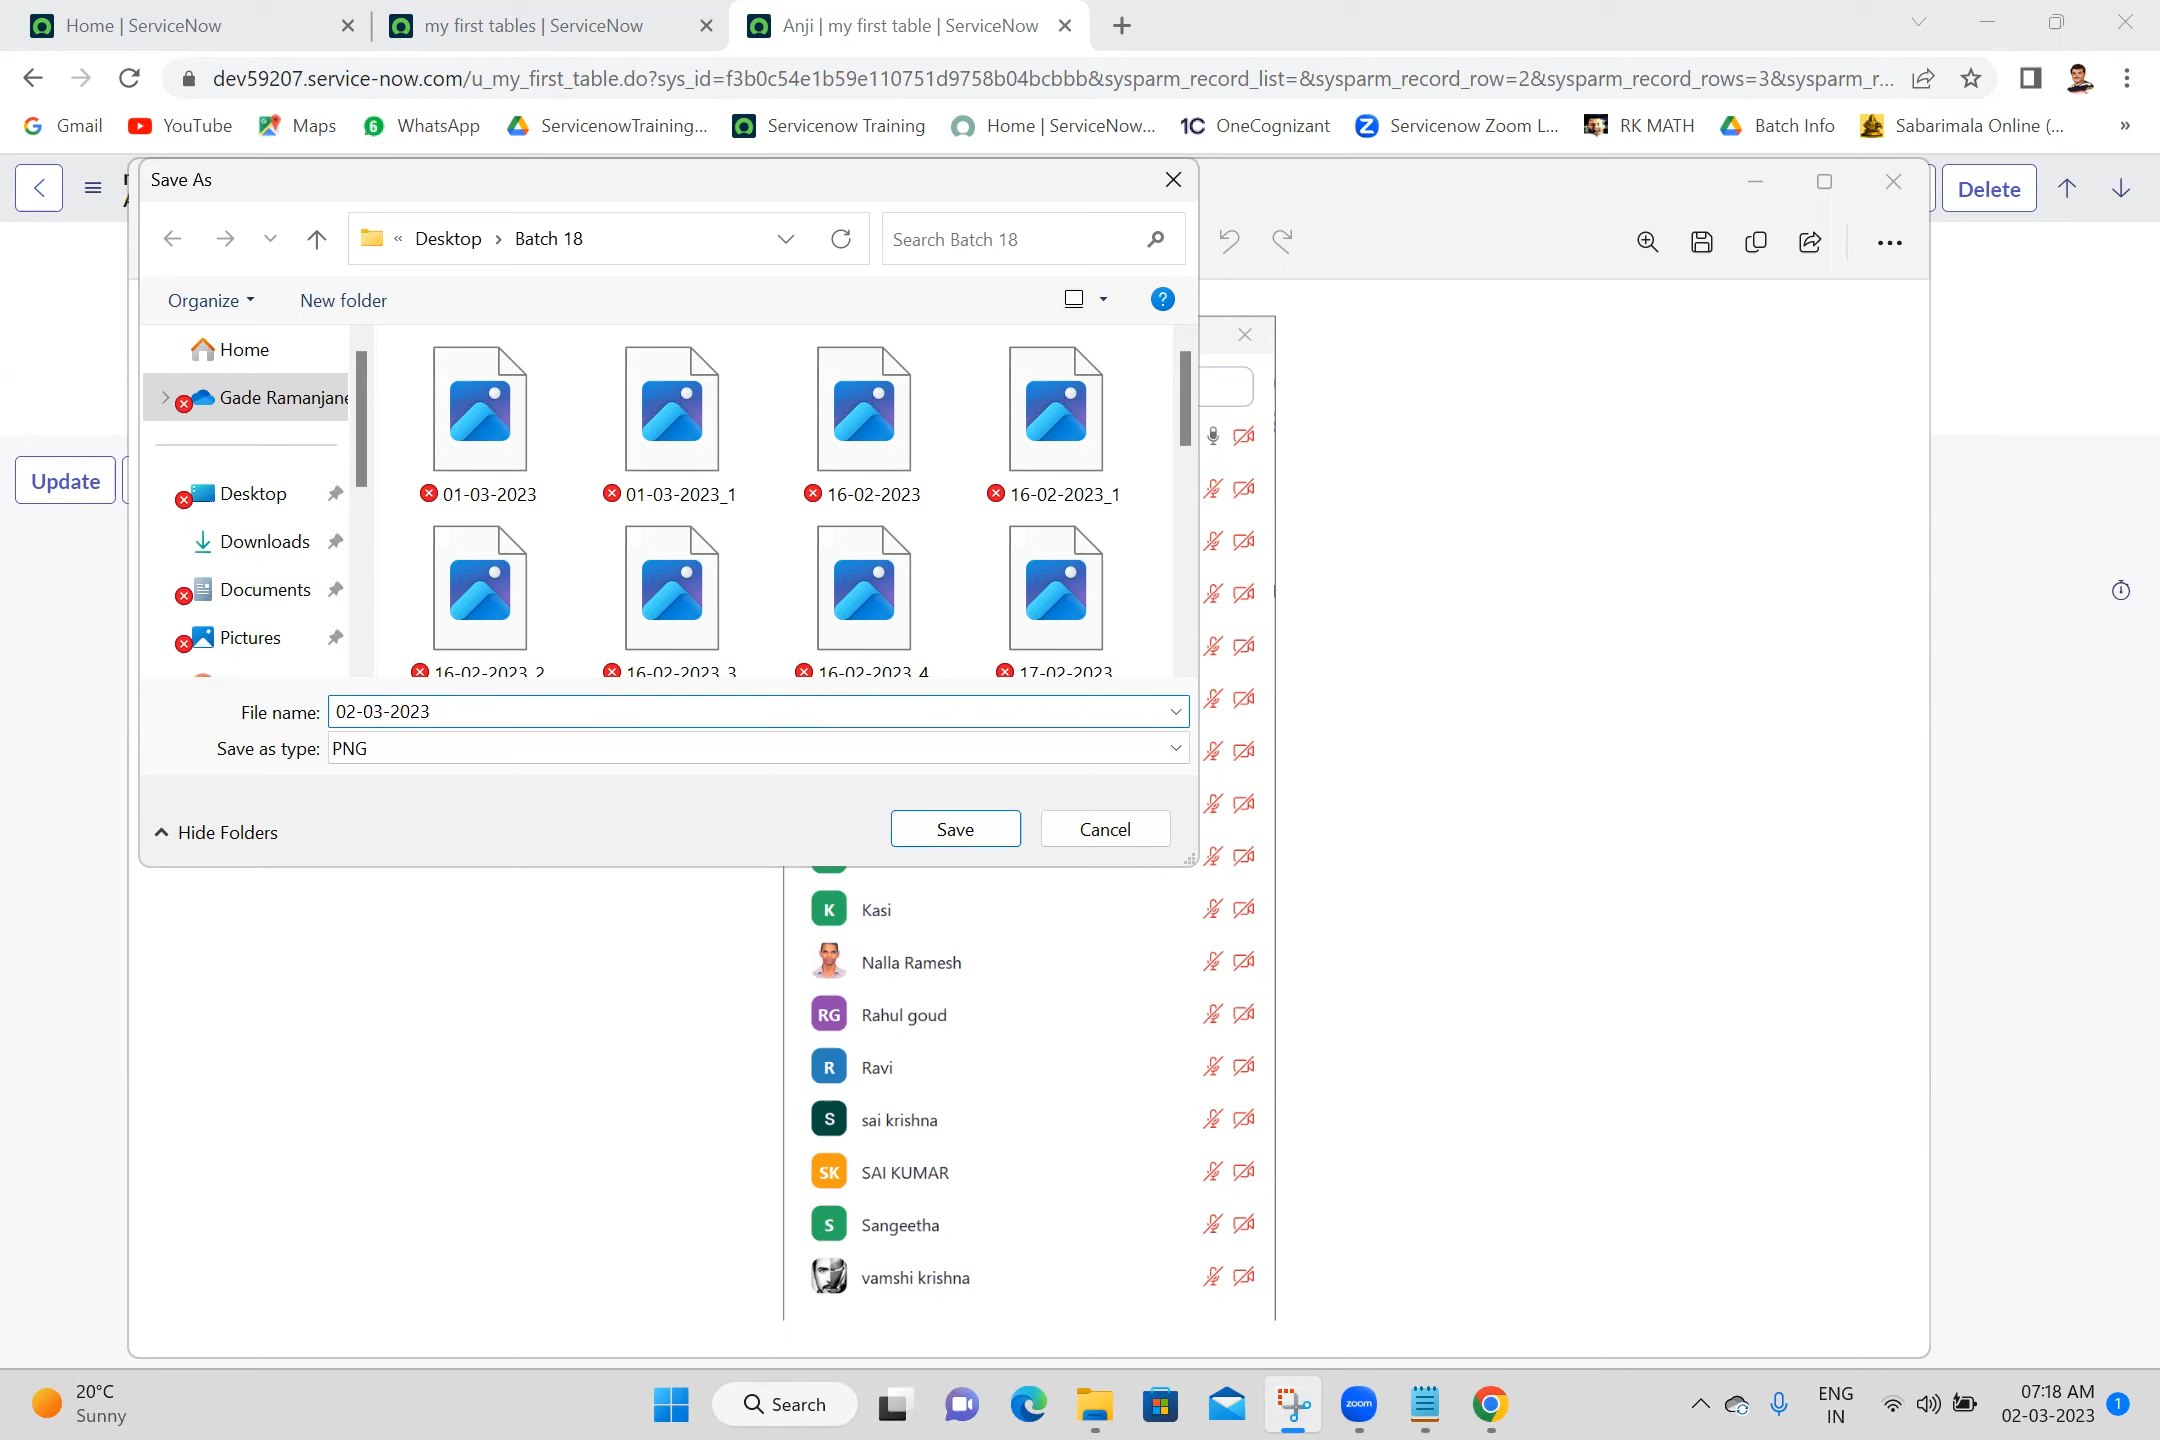 Home | ServiceNow
my first tables | ServiceNow
Anji | my first table | ServiceNow
dev59207.service-now.com/u_my_first_table.do?sys_id=f3b0c54e1b59e110751d9758b04bcbbb&sysparm_record_list=&sysparm_record_row=2&sysparm_record_rows=3&sysparm_r...
Gmail
YouTube
Maps
6
WhatsApp
ServicenowTraining...
Servicenow Training
Home | ServiceNow...
1C OneCognizant
Z
Servicenow Zoom L...
RK MATH
Batch Info
Sabarimala Online (...
»
Save As
Delete
« Desktop > Batch 18
Search Batch 18
Organize
New folder
?
Home
Gade Ramanjane
Desktop
Downloads
Documents
Pictures
01-03-2023
01-03-2023_1
16-02-2023
16-02-2023_1
16-02-2023_2
16-02-2023_3
16-02-2023_4
17-02-2023
Update
File name: 02-03-2023
Save as type: PNG
Hide Folders
Save
Cancel
K Kasi
Nalla Ramesh
RG Rahul goud
R Ravi
S sai krishna
SK SAI KUMAR
S Sangeetha
vamshi krishna
20°C
Sunny
Search
zoom
ENG
IN
07:18 AM
02-03-2023
1